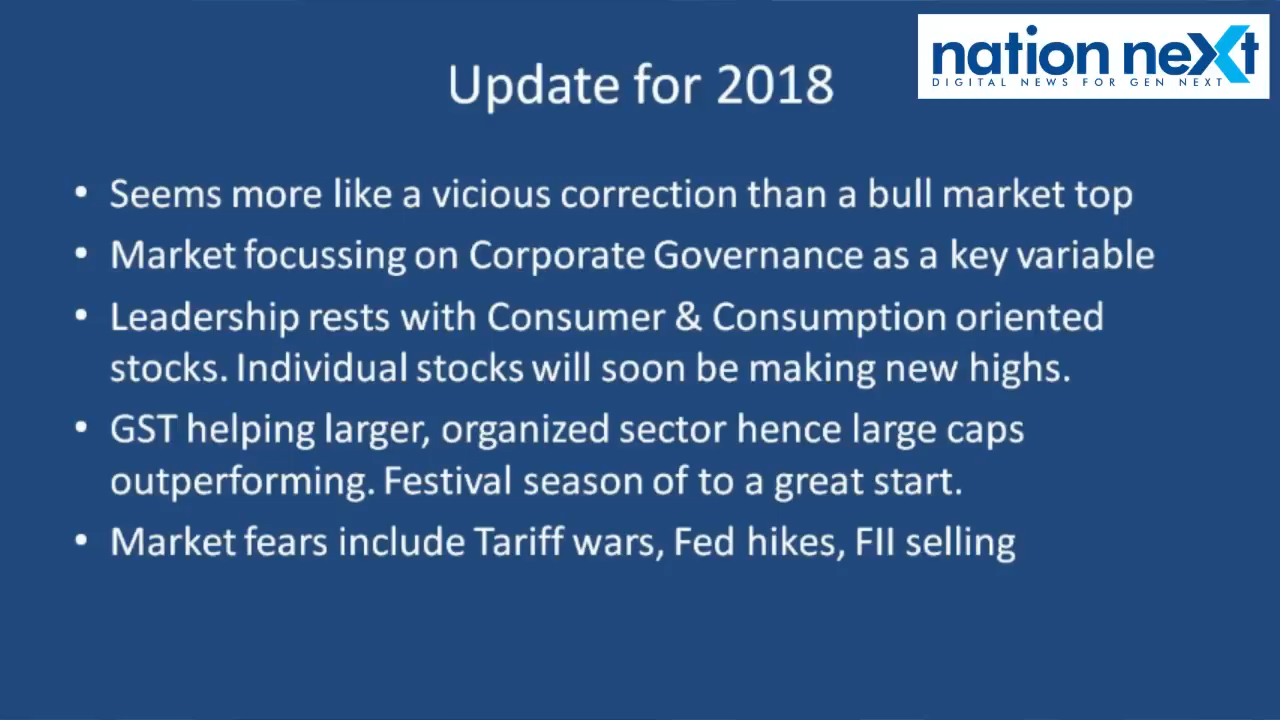 nation next
DIGITAL NEWS FOR GEN NEXT
Update for 2018
• Seems more like a vicious correction than a bull market top
• Market focussing on Corporate Governance as a key variable
• Leadership rests with Consumer & Consumption oriented
stocks. Individual stocks will soon be making new highs.
• GST helping larger, organized sector hence large caps
outperforming. Festival season of to a great start.
• Market fears include Tariff wars, Fed hikes, FII selling